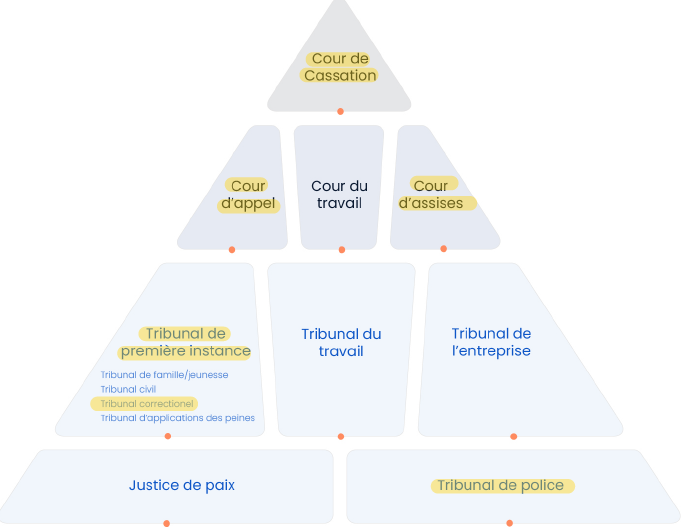 Cour de
Cassation
Cour
d'appel
Cour du
travail
Cour
d'assises
Tribunal de
première instance
Tribunal de famille/jeunesse
Tribunal civil
Tribunal correctionel
Tribunal d'applications des peines
Tribunal du
travail
Tribunal de
l'entreprise
Justice de paix
Tribunal de police